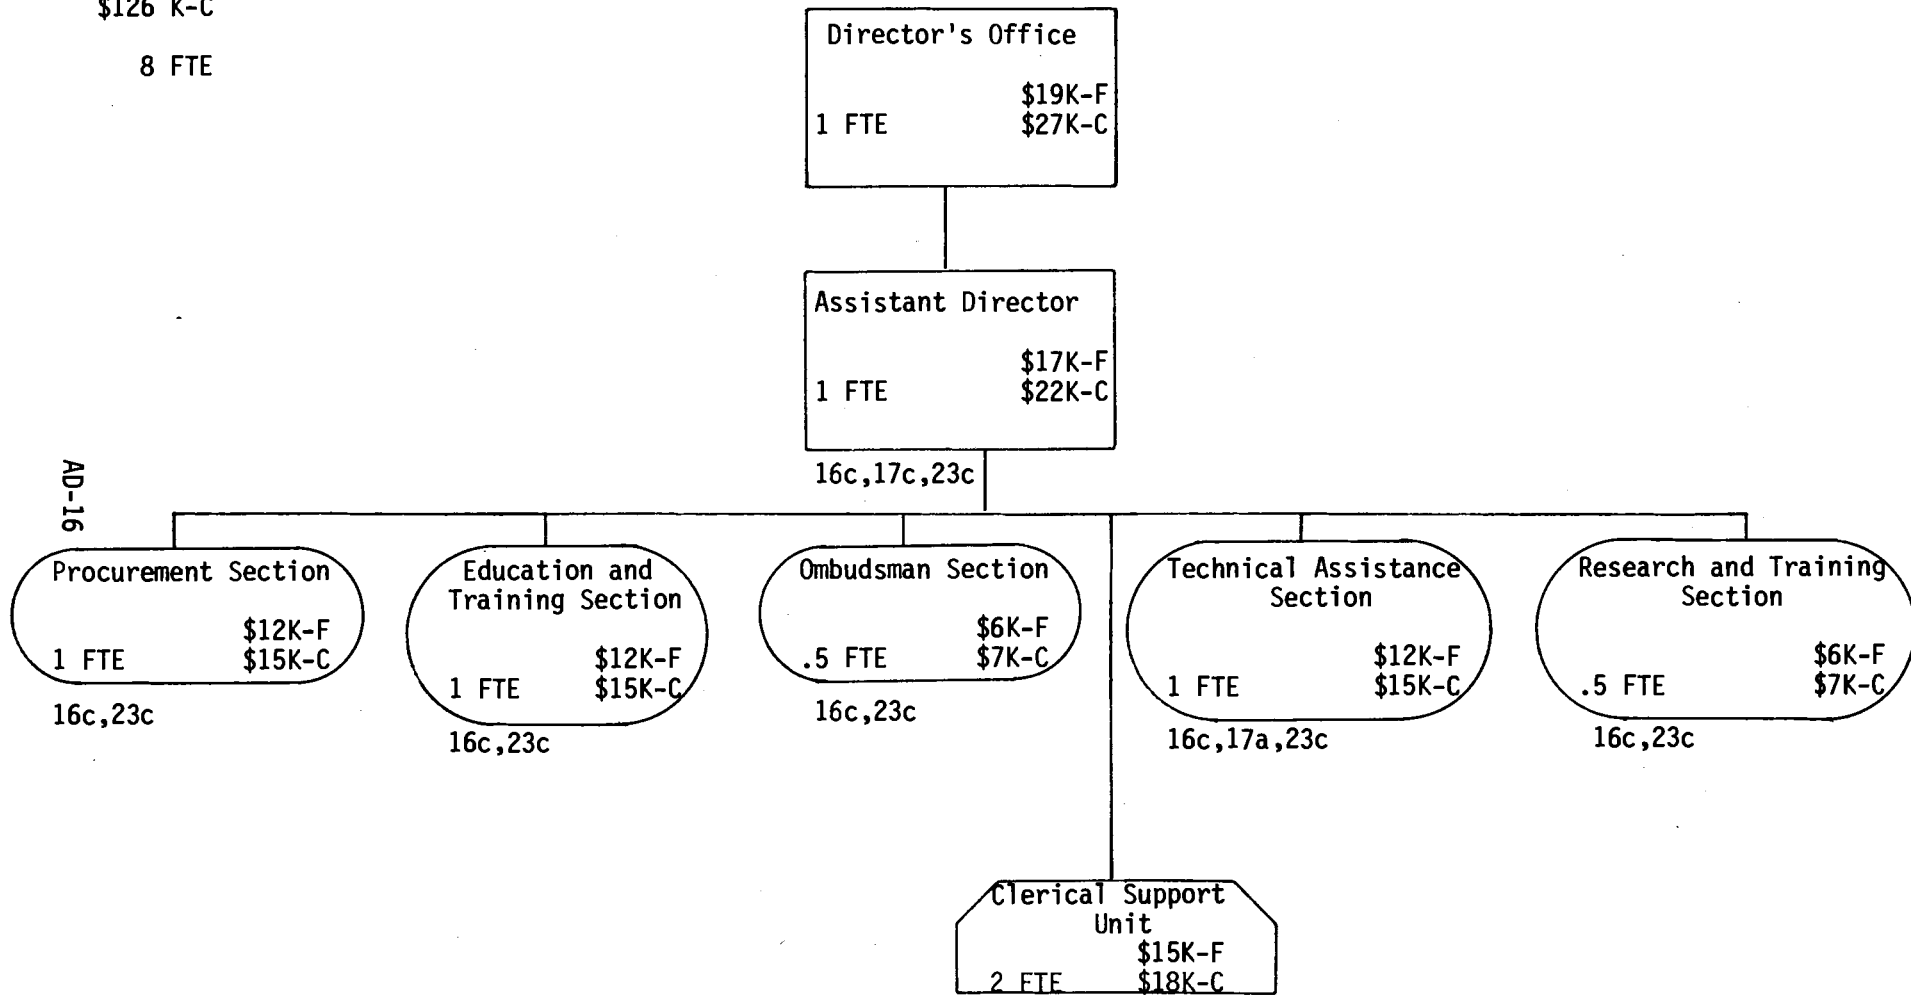 $126 K-C
8 FTE
Director's Office
$19K-F
1 FTE $27K-C
Assistant Director
$17K-F
1 FTE $22K-C
16c,17c,23c
AD-16
Procurement Section
$12K-F
1 FTE $15K-C
16c,23c
Education and
Training Section
$12K-F
1 FTE $15K-C
16c,23c
Ombudsman Section
$6K-F
.5 FTE $7K-C
16c,23c
Technical Assistance
Section
$12K-F
1 FTE $15K-C
16c,17a,23c
Research and Training
Section
$6K-F
.5 FTE $7K-C
16c,23c
Clerical Support
Unit
$15K-F
2 FTE $18K-C